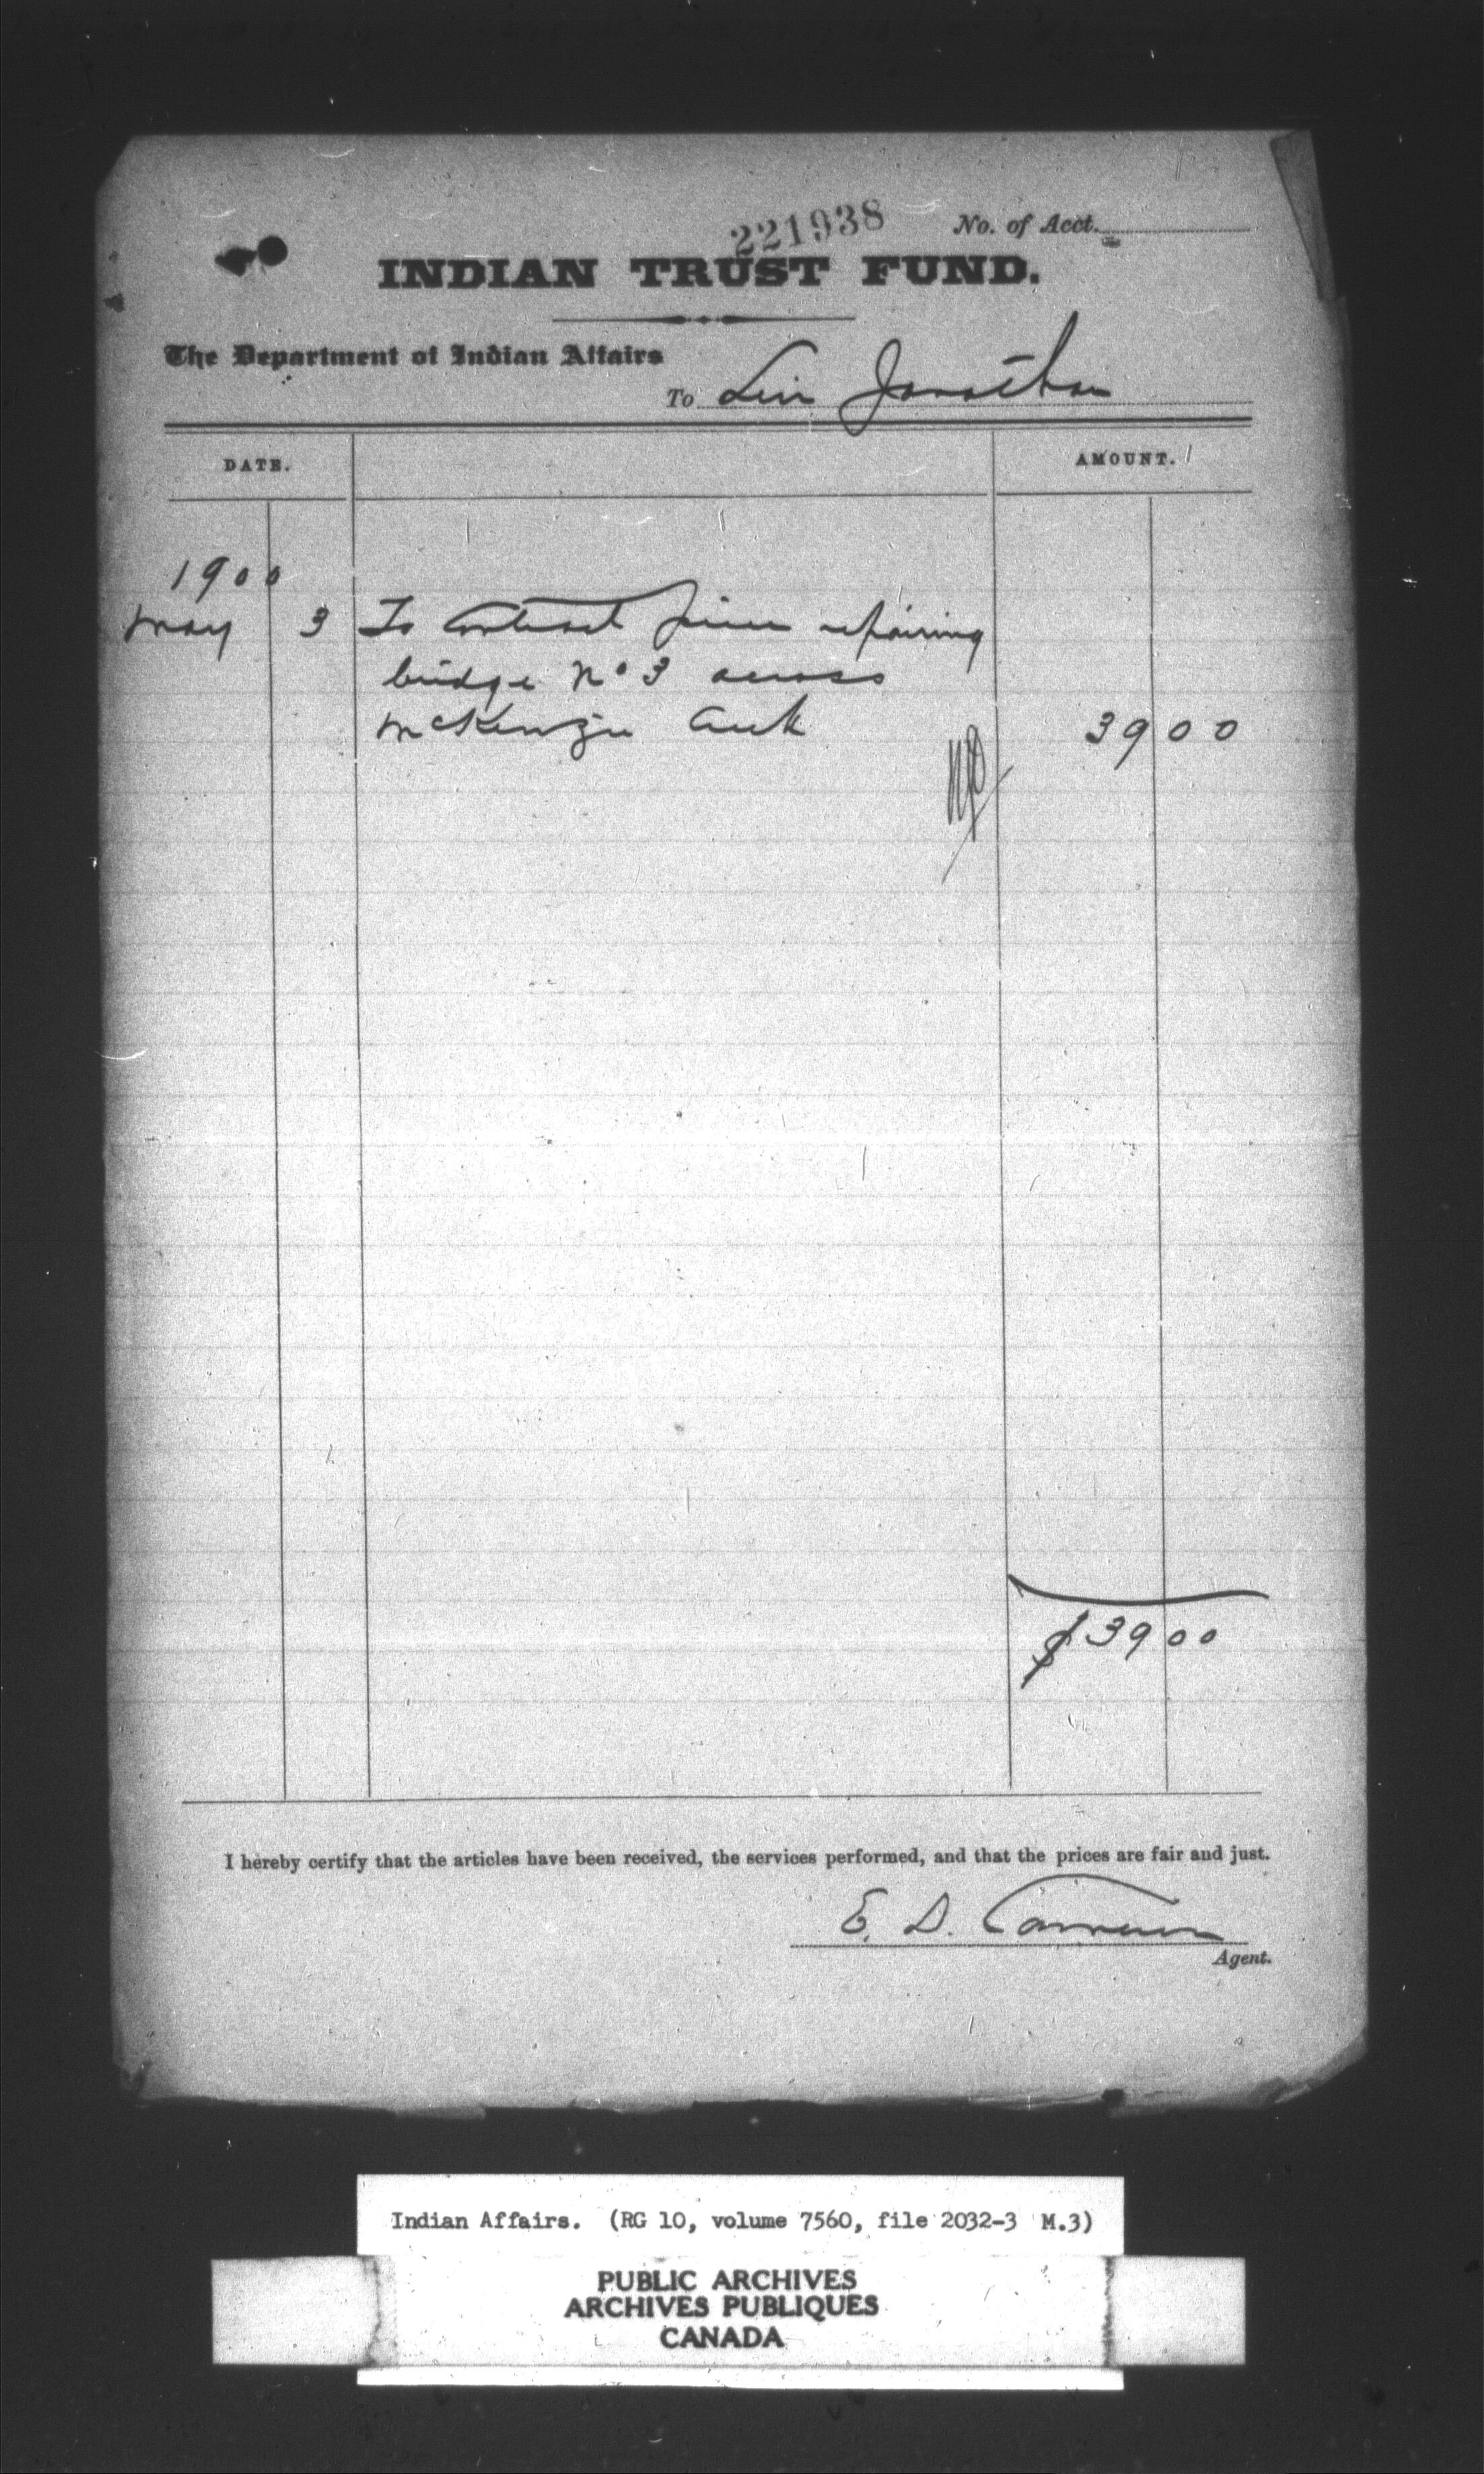 221938
No. of Acct.
INDIAN TRUST FUND.
The Department of Indian Affairs
To Levi Jonathan
DATE.
AMOUNT.
1900
May 3 To Contract price repairing
bridge No 3 across
McKenzie Creek 39 00
$39 00
I hereby certify that the articles have been received, the services performed, and that the prices are fair and just.
E. D. Cameron
Agent.
Indian Affairs. (RG 10, volume 7560, file 2032-3 M.3)
PUBLIC ARCHIVES
ARCHIVES PUBLIQUES
CANADA